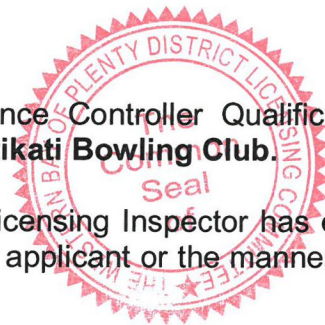 THE WESTERN BAY OF PLENTY DISTRICT LICENSING COMMITTEE
The
Common
Seal
of
nce Controller Qualific
ikati Bowling Club.
icensing Inspector has
applicant or the manne